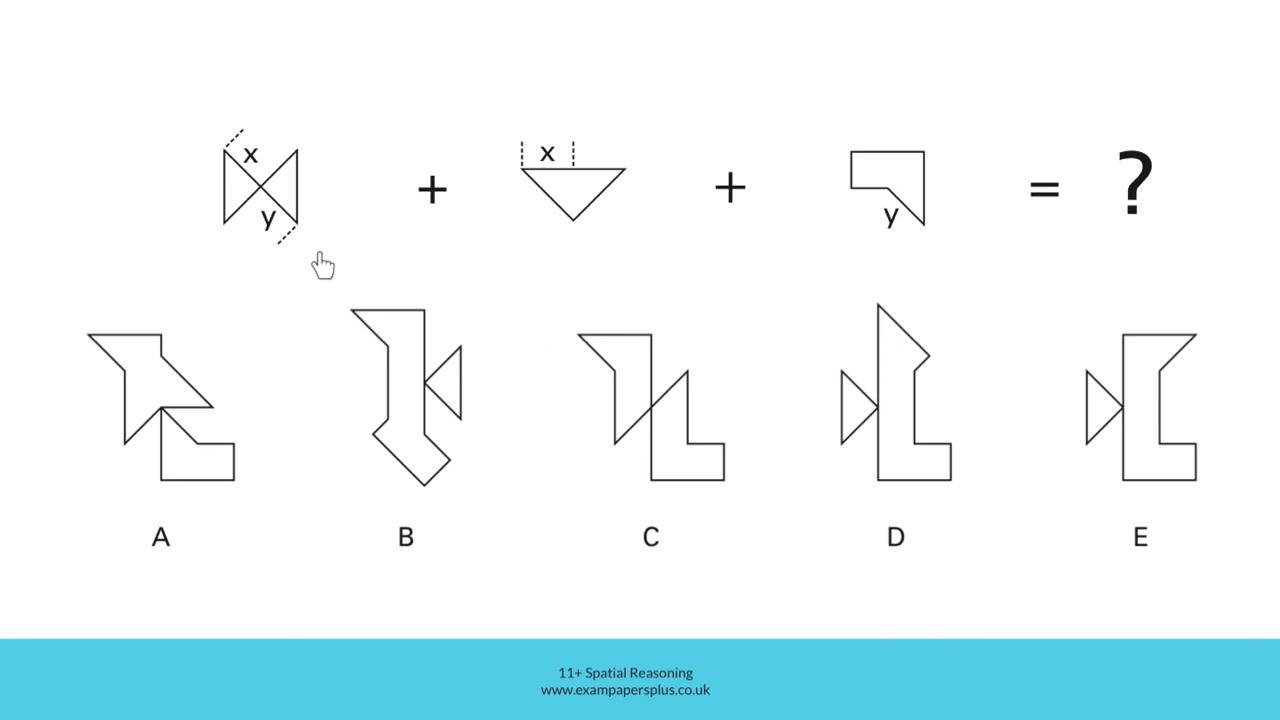 x
y
+
x
+
y
=
?
A
B
C
D
E
11+ Spatial Reasoning
www.exampapersplus.co.uk